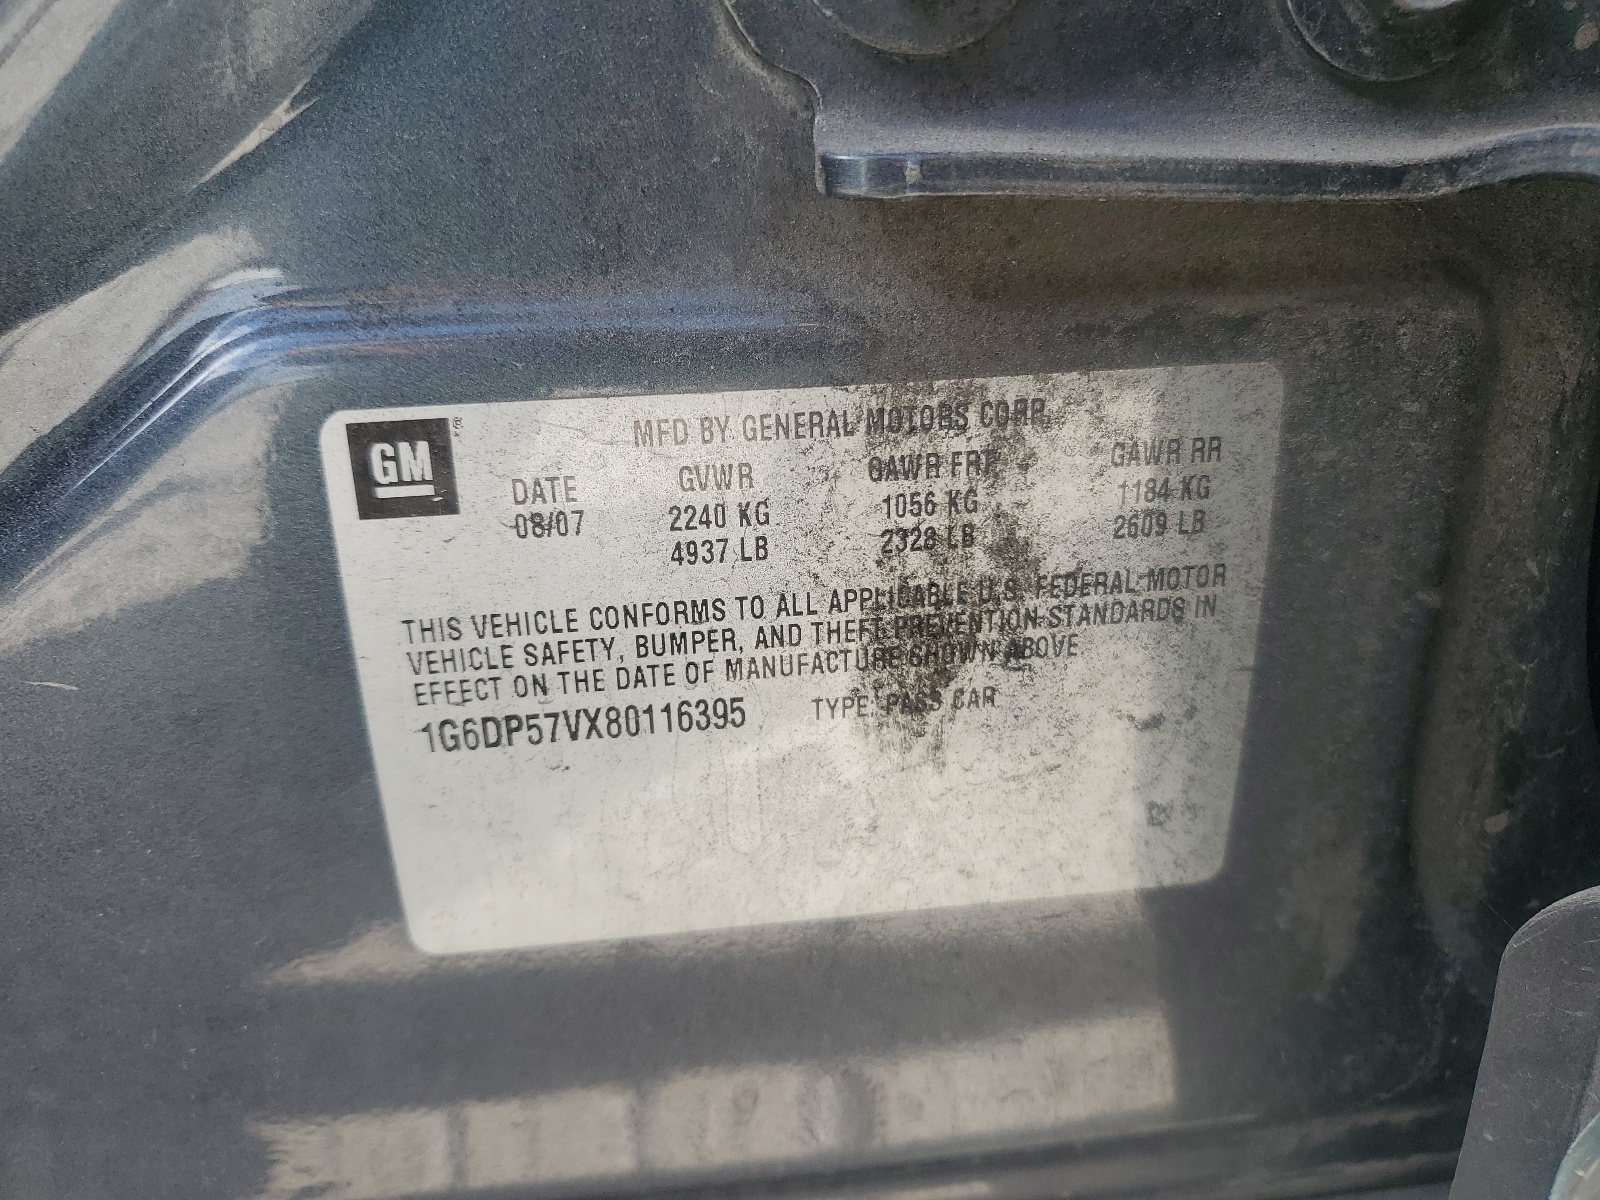 GM
MFD BY GENERAL MOTORS CORP.
DATE GVWR GAWR FRT GAWR RR
08/07 2240 KG 1056 KG 1184 KG
4937 LB 2328 LB 2609 LB
THIS VEHICLE CONFORMS TO ALL APPLICABLE U.S. FEDERAL MOTOR
VEHICLE SAFETY, BUMPER, AND THEFT PREVENTION STANDARDS IN
EFFECT ON THE DATE OF MANUFACTURE SHOWN ABOVE
1G6DP57VX80116395 TYPE: PASS CAR